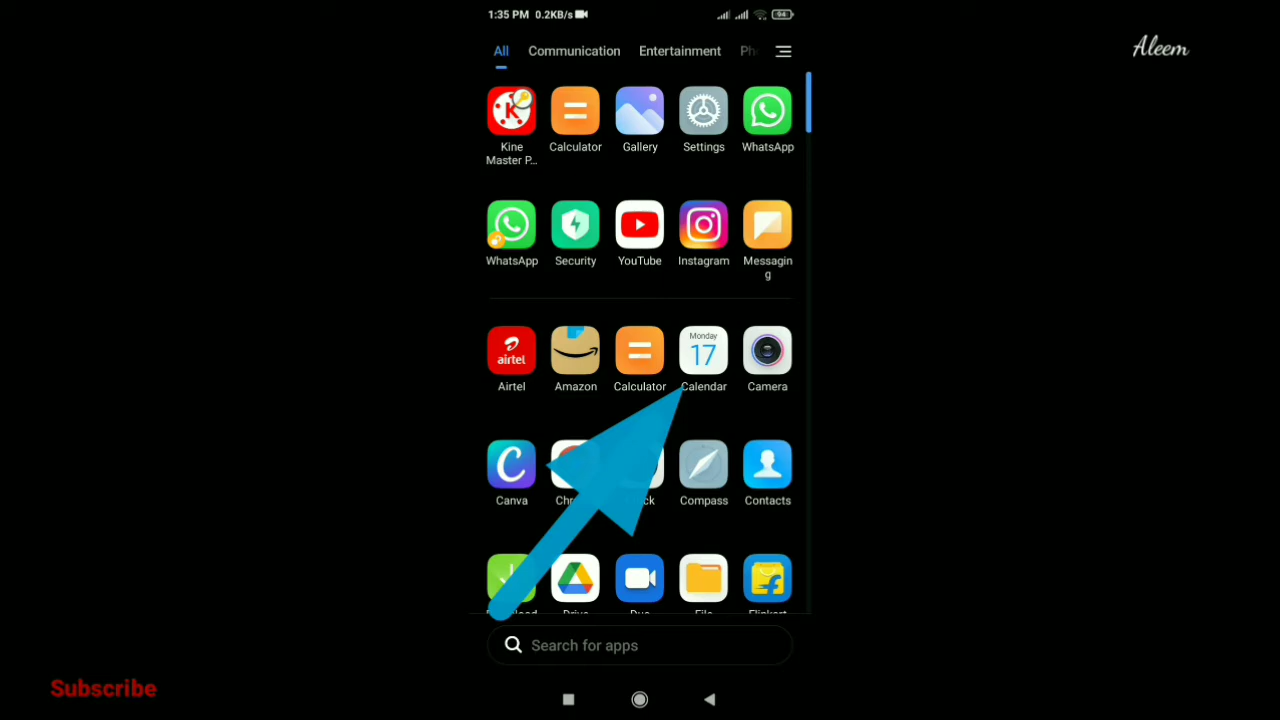 1:35 PM 0.2KB/s 94
Aleem
All Communication Entertainment
Kine Calculator Gallery Settings WhatsApp
Master P...
WhatsApp Security YouTube Instagram Messagin
g
Monday
17
airtel
Airtel Amazon Calculator Calendar Camera
Canva Compass Contacts
Search for apps
Subscribe